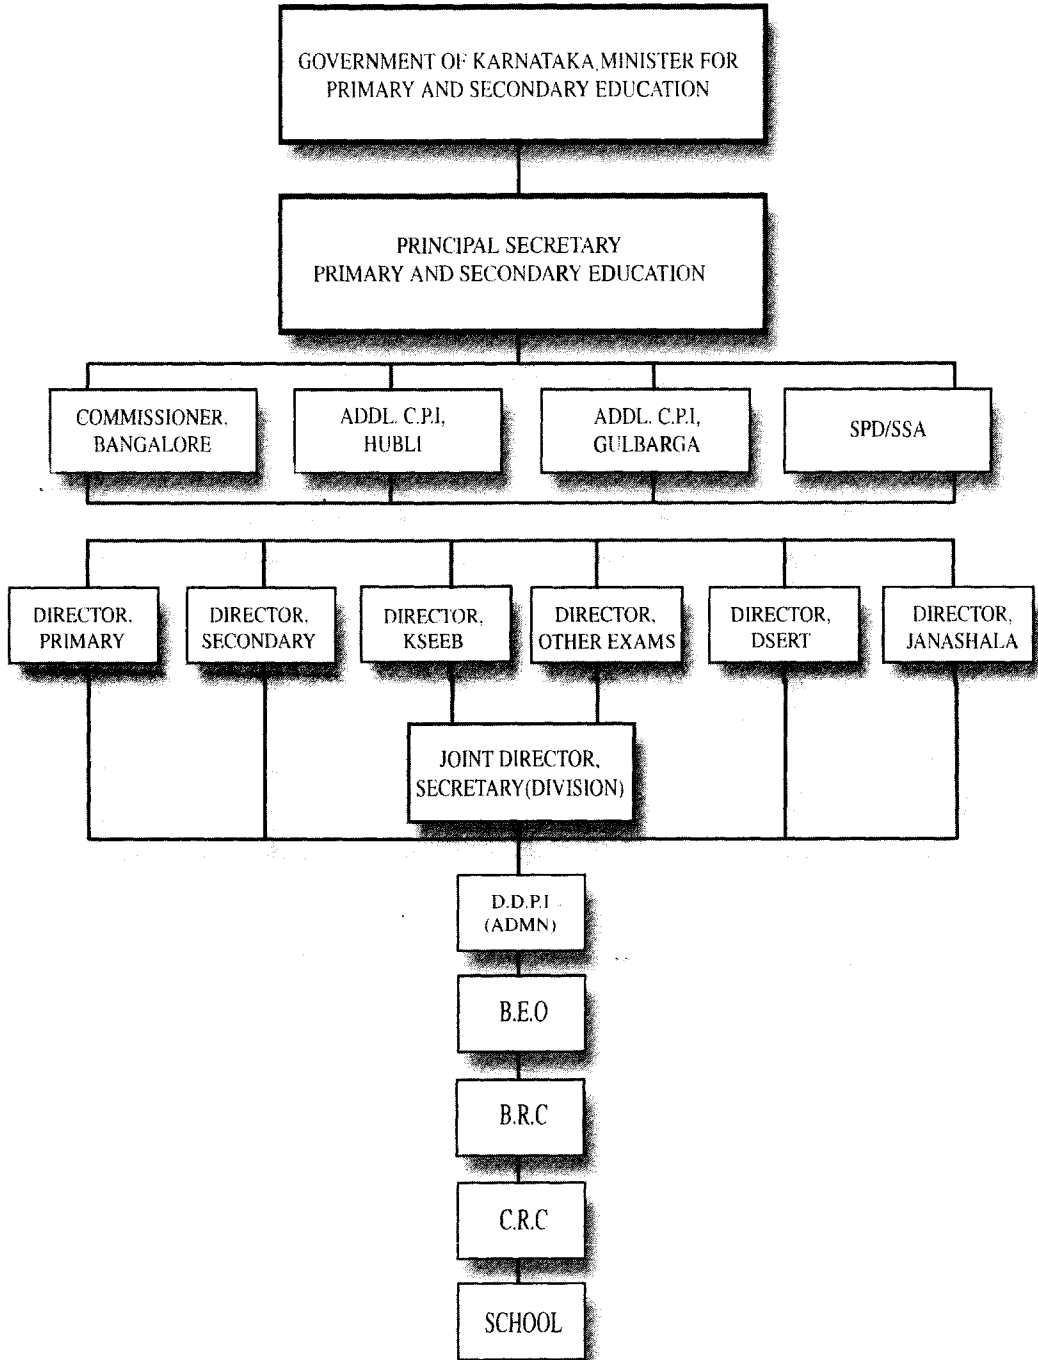 GOVERNMENT OF KARNATAKA, MINISTER FOR
PRIMARY AND SECONDARY EDUCATION
PRINCIPAL SECRETARY
PRIMARY AND SECONDARY EDUCATION
COMMISSIONER,
BANGALORE
ADDL. C.P.I,
HUBLI
ADDL. C.P.I,
GULBARGA
SPD/SSA
DIRECTOR,
PRIMARY
DIRECTOR,
SECONDARY
DIRECTOR,
KSEEB
DIRECTOR,
OTHER EXAMS
DIRECTOR,
DSERT
DIRECTOR,
JANASHALA
JOINT DIRECTOR,
SECRETARY(DIVISION)
D.D.P.I
(ADMN)
B.E.O
B.R.C
C.R.C
SCHOOL